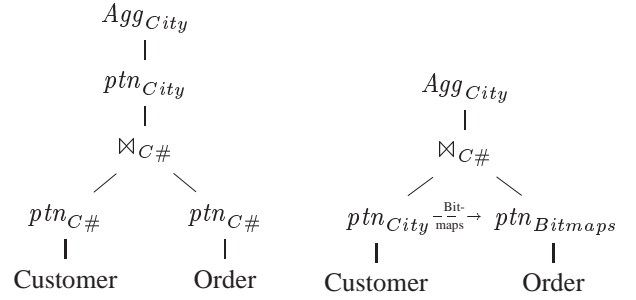 Agg_City
ptn_City
⋈_C#
ptn_C# ptn_C#
Customer Order
Agg_City
⋈_C#
ptn_City Bit-maps → ptn_Bitmaps
Customer Order